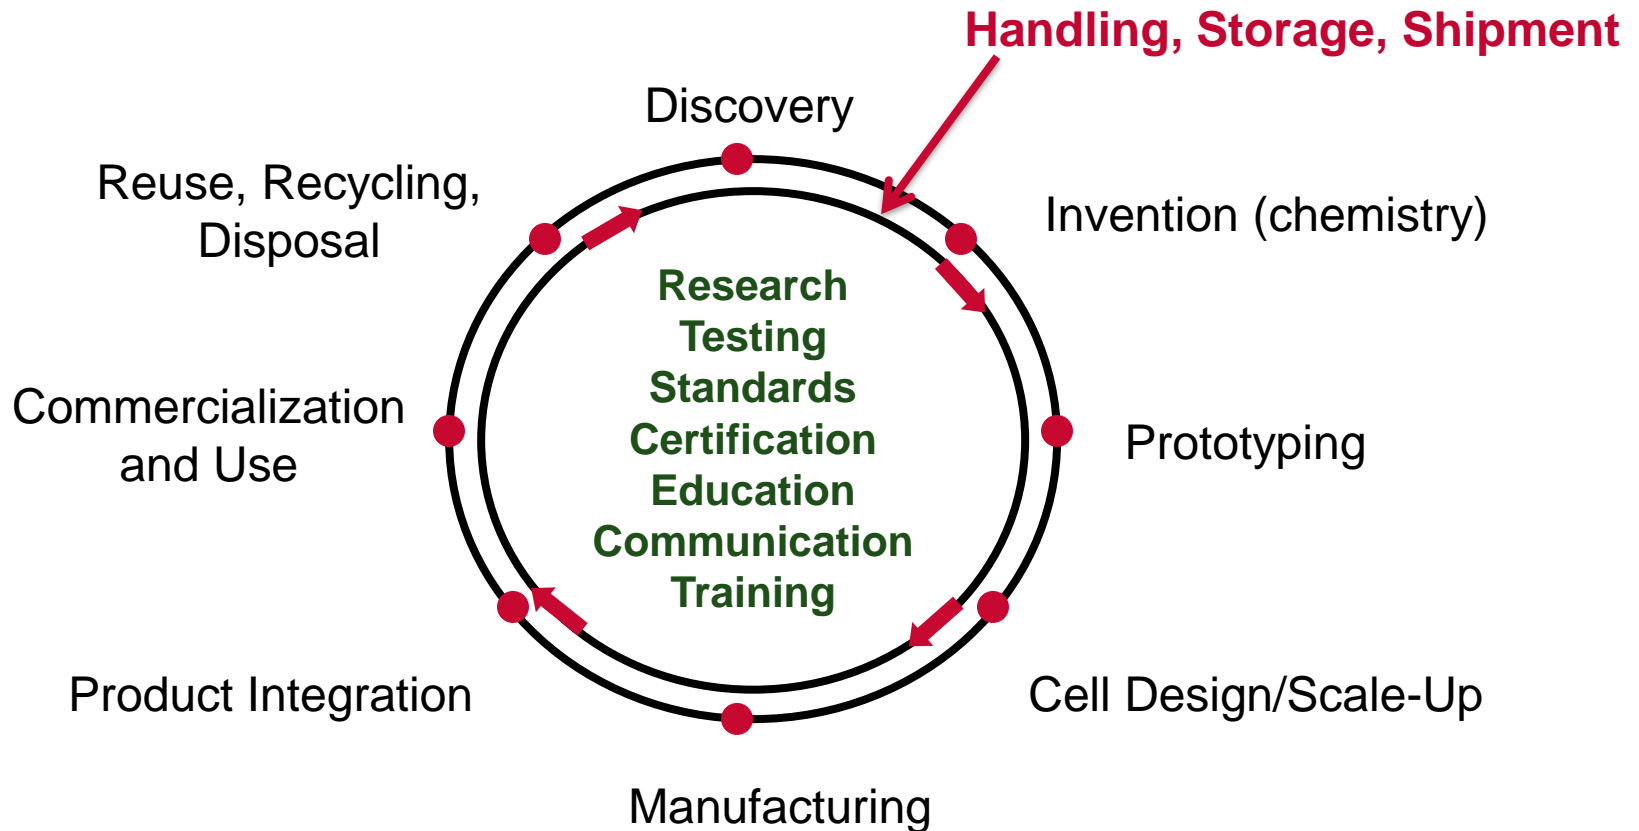 Handling, Storage, Shipment
Discovery
Invention (chemistry)
Prototyping
Cell Design/Scale-Up
Manufacturing
Product Integration
Commercialization
and Use
Reuse, Recycling,
Disposal
Research
Testing
Standards
Certification
Education
Communication
Training